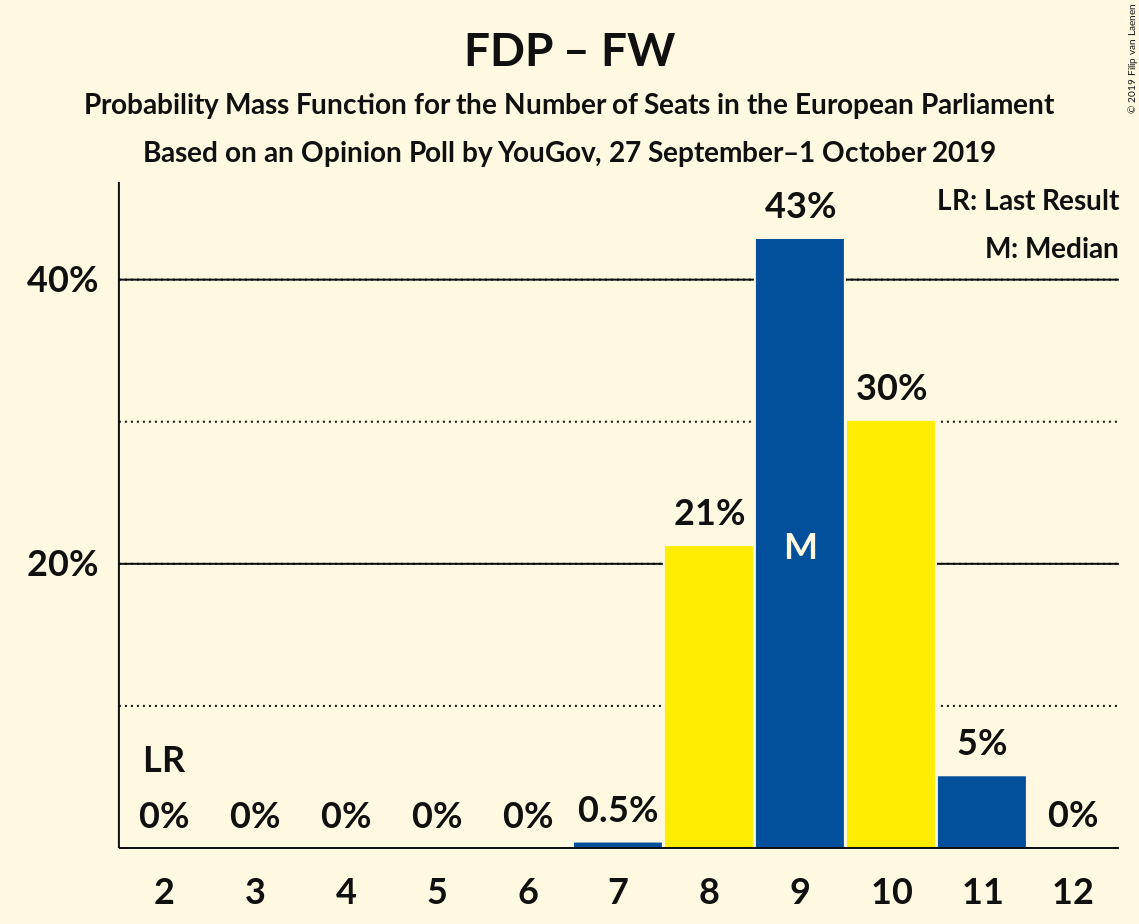 FDP – FW
Probability Mass Function for the Number of Seats in the European Parliament
Based on an Opinion Poll by YouGov, 27 September–1 October 2019
© 2019 Filip van Laenen
LR: Last Result
M: Median
43%
40%
30%
21%
M
20%
5%
LR
0% 0% 0% 0% 0% 0.5% 0%
2 3 4 5 6 7 8 9 10 11 12